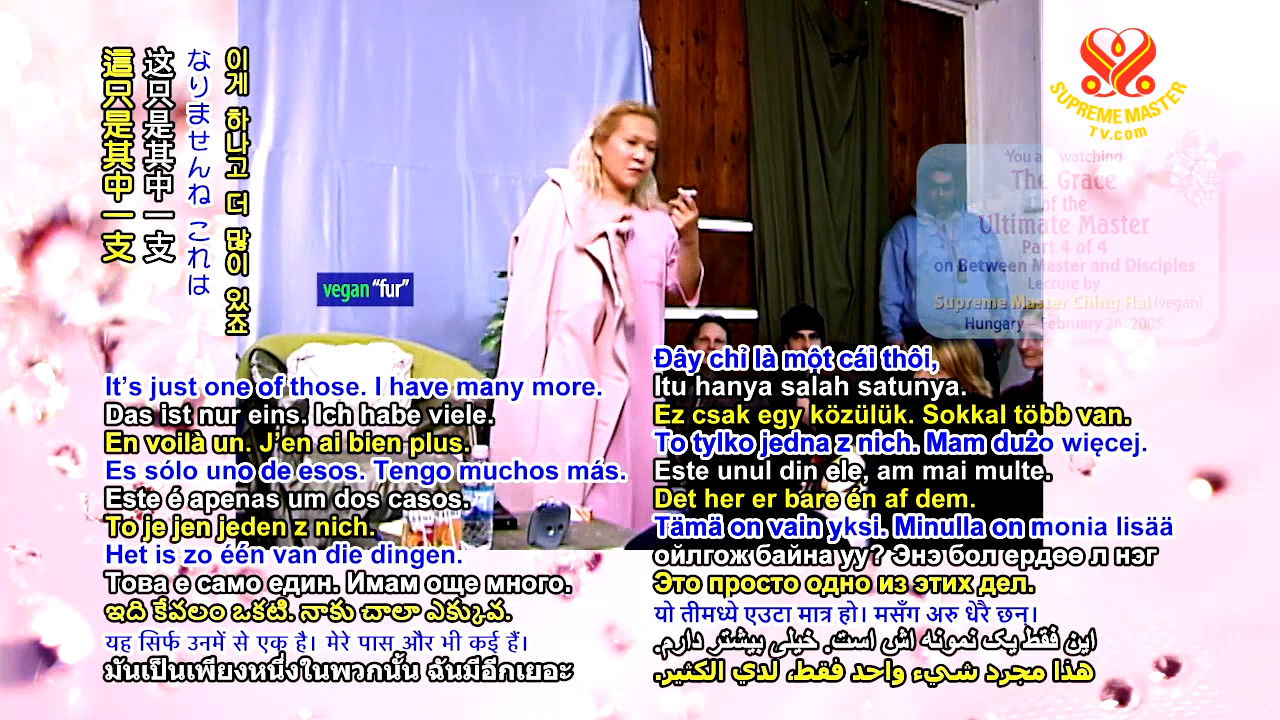 這只是其中一支
这只是其中一支
なりませんね これは
이게 하나고 더 많이 있죠
SUPREME MASTER
TV.com
You are watching
The Grace
of the
Ultimate Master
Part 4 of 4
on Between Master and Disciples
Lecture by
Supreme Master Ching Hai (vegan)
Hungary – February 26, 2005
vegan “fur”
It’s just one of those. I have many more.
Das ist nur eins. Ich habe viele.
En voilà un. J’en ai bien plus.
Es sólo uno de esos. Tengo muchos más.
Este é apenas um dos casos.
To je jen jeden z nich.
Het is zo één van die dingen.
Това е само един. Имам още много.
ఇది కేవలం ఒకటి. నాకు చాలా ఎక్కువ.
यह सिर्फ उनमें से एक है। मेरे पास और भी कई हैं।
มันเป็นเพียงหนึ่งในพวกนั้น ฉันมีอีกเยอะ
Đây chỉ là một cái thôi,
Itu hanya salah satunya.
Ez csak egy közülük. Sokkal több van.
To tylko jedna z nich. Mam dużo więcej.
Este unul din ele, am mai multe.
Det her er bare én af dem.
Tämä on vain yksi. Minulla on monia lisää
ойлгож байна уу? Энэ бол ердөө л нэг
Это просто одно из этих дел.
यो तीमध्ये एउटा मात्र हो। मसँग अरु धेरै छन्।
این فقط یک نمونه اش است. خیلی بیشتر دارم.
هذا مجرد شيء واحد فقط، لدي الكثير.